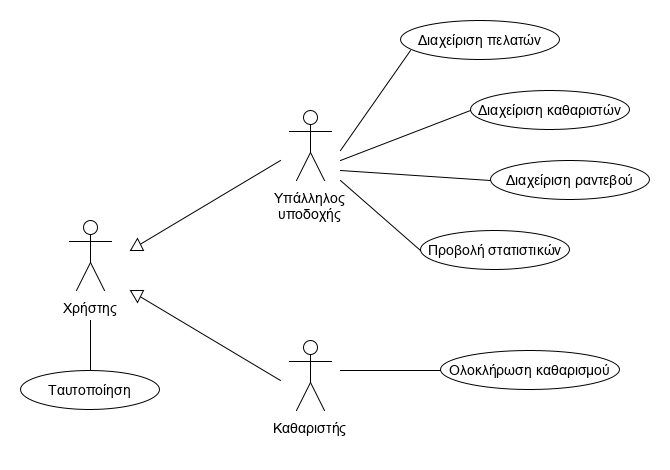 Διαχείριση πελατών
Διαχείριση καθαριστών
Υπάλληλος
υποδοχής
Διαχείριση ραντεβού
Προβολή στατιστικών
Χρήστης
Ταυτοποίηση
Ολοκλήρωση καθαρισμού
Καθαριστής